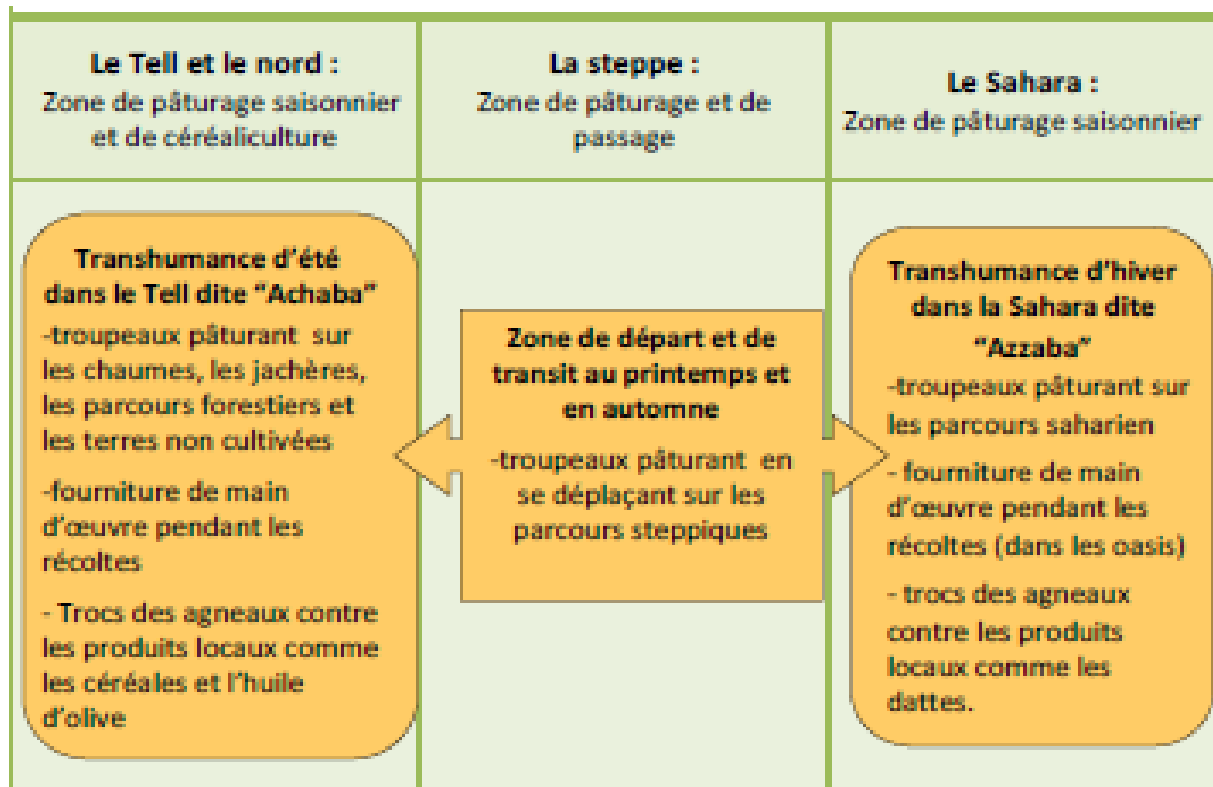 Le Tell et le nord :
Zone de pâturage saisonnier
et de céréaliculture
La steppe :
Zone de pâturage et de
passage
Le Sahara :
Zone de pâturage saisonnier
Transhumance d'été
dans le Tell dite "Achaba"
-troupeaux pâturant sur
les chaumes, les jachères,
les parcours forestiers et
les terres non cultivées
-fourniture de main
d'œuvre pendant les
récoltes
- Trocs des agneaux contre
les produits locaux comme
les céréales et l'huile
d'olive
Zone de départ et de
transit au printemps et
en automne
-troupeaux pâturant en
se déplaçant sur les
parcours steppiques
Transhumance d'hiver
dans la Sahara dite
"Azzaba"
-troupeaux pâturant sur
les parcours saharien
- fourniture de main
d'œuvre pendant les
récoltes (dans les oasis)
- trocs des agneaux
contre les produits
locaux comme les
dattes.